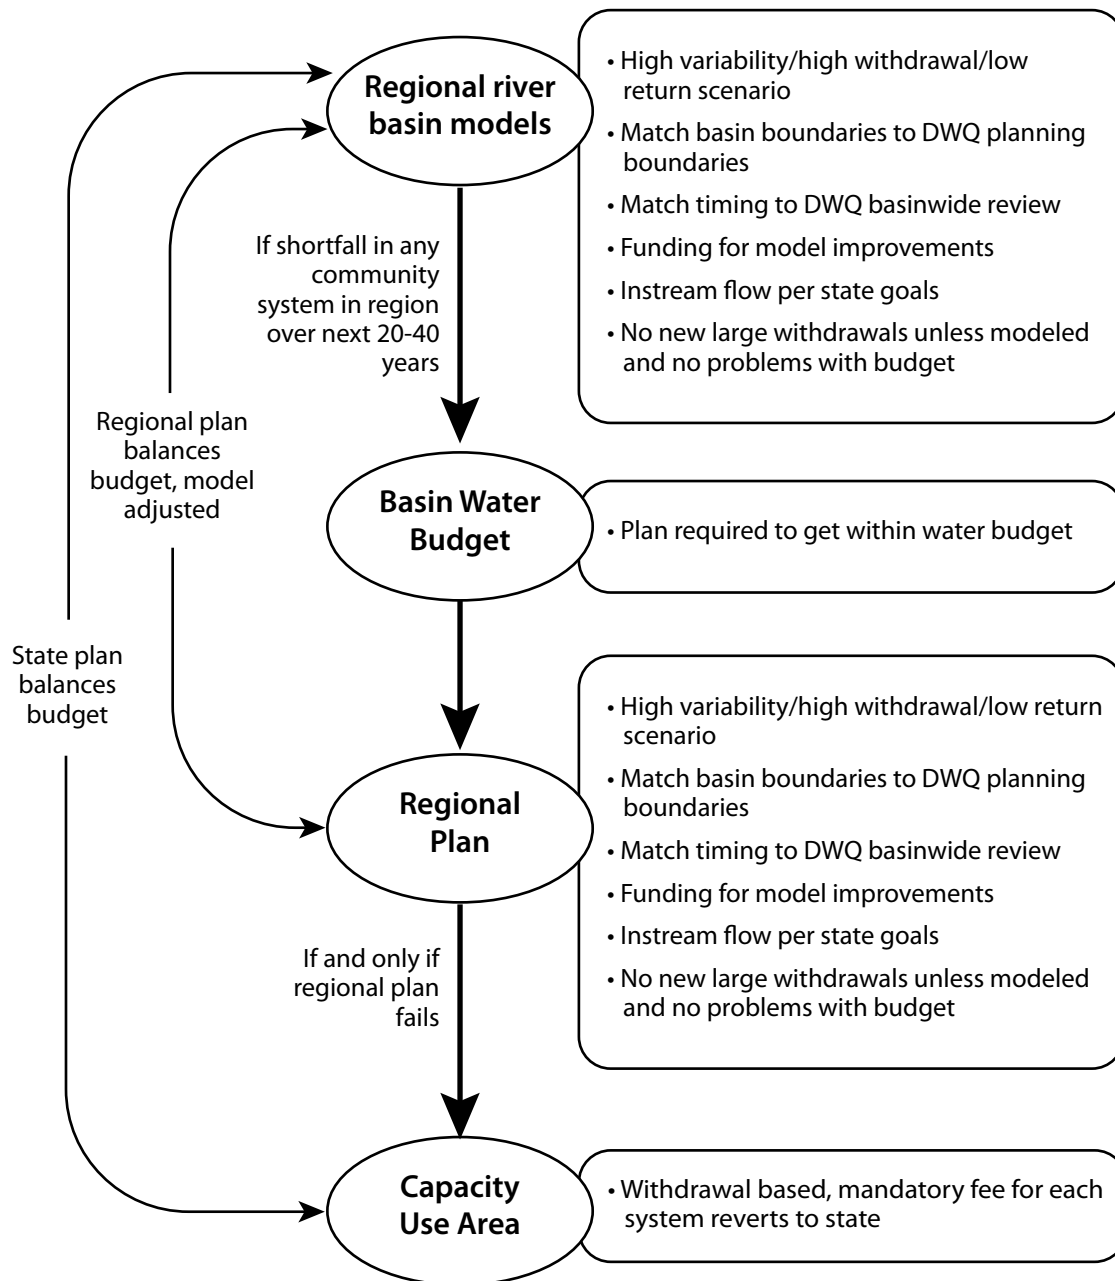 Regional river
basin models
• High variability/high withdrawal/low
return scenario
• Match basin boundaries to DWQ planning
boundaries
• Match timing to DWQ basinwide review
• Funding for model improvements
• Instream flow per state goals
• No new large withdrawals unless modeled
and no problems with budget
If shortfall in any
community
system in region
over next 20-40
years
Regional plan
balances
budget, model
adjusted
Basin Water
Budget
• Plan required to get within water budget
State plan
balances
budget
Regional
Plan
• High variability/high withdrawal/low return
scenario
• Match basin boundaries to DWQ planning
boundaries
• Match timing to DWQ basinwide review
• Funding for model improvements
• Instream flow per state goals
• No new large withdrawals unless modeled
and no problems with budget
If and only if
regional plan
fails
Capacity
Use Area
• Withdrawal based, mandatory fee for each
system reverts to state